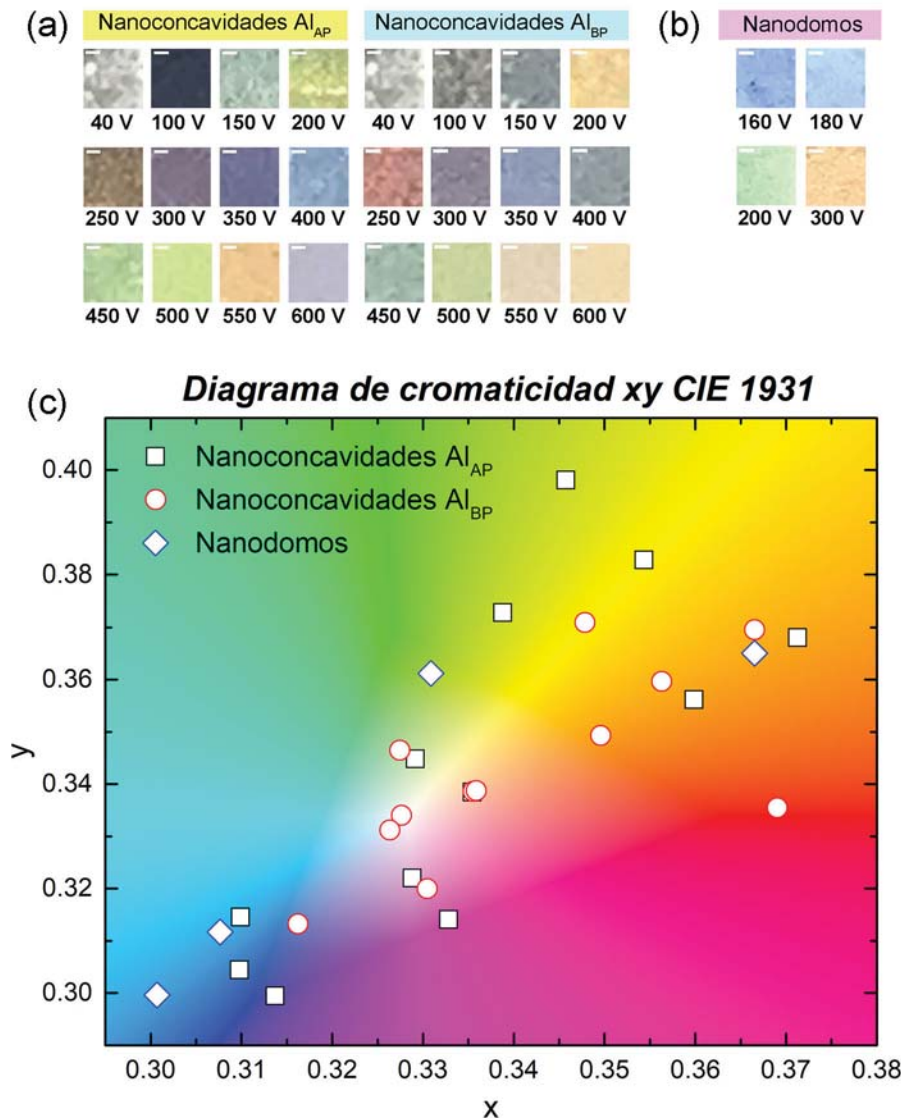 (a) Nanoconcavidades Al_AP Nanoconcavidades Al_BP
40 V 100 V 150 V 200 V 40 V 100 V 150 V 200 V
250 V 300 V 350 V 400 V 250 V 300 V 350 V 400 V
450 V 500 V 550 V 600 V 450 V 500 V 550 V 600 V
(b) Nanodomos
160 V 180 V
200 V 300 V
(c) Diagrama de cromaticidad xy CIE 1931
Nanoconcavidades Al_AP
Nanoconcavidades Al_BP
Nanodomos
y
0.40
0.38
0.36
0.34
0.32
0.30
0.30 0.31 0.32 0.33 0.34 0.35 0.36 0.37 0.38
x